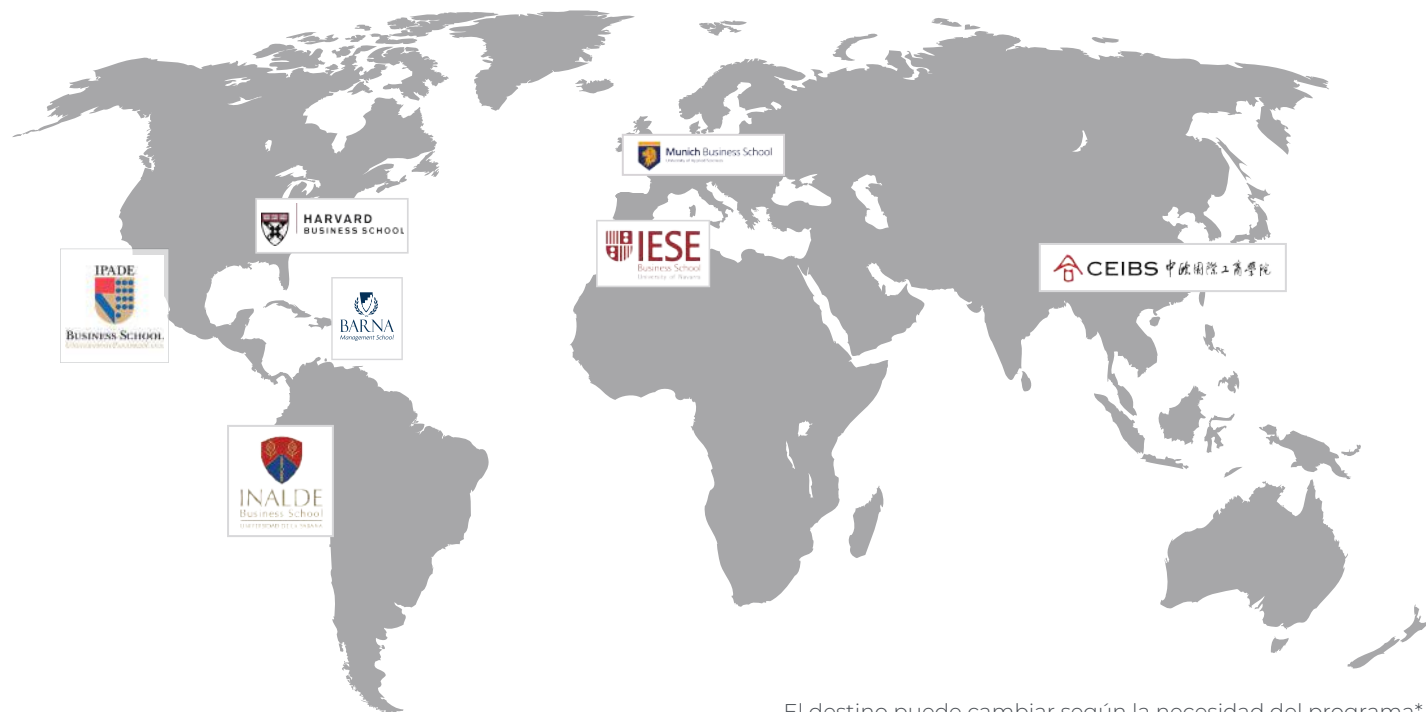 Munich Business School
HARVARD
BUSINESS SCHOOL
IESE
Business School
University of Navarra
CEIBS 中欧国际工商學院
IPADE
BUSINESS SCHOOL
BARNA
Management School
INALDE
Business School
El destino puede cambiar según la necesidad del programa*